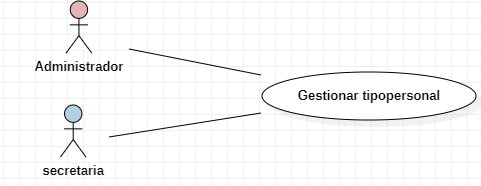 Administrador
Gestionar tipopersonal
secretaria